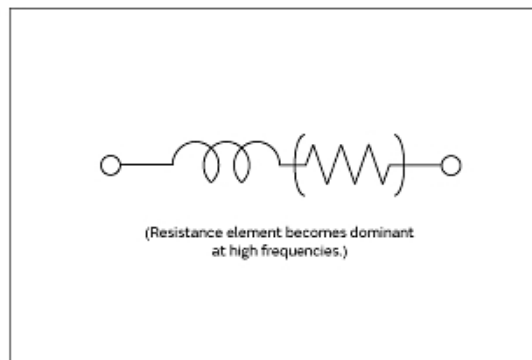 (Resistance element becomes dominant
at high frequencies.)